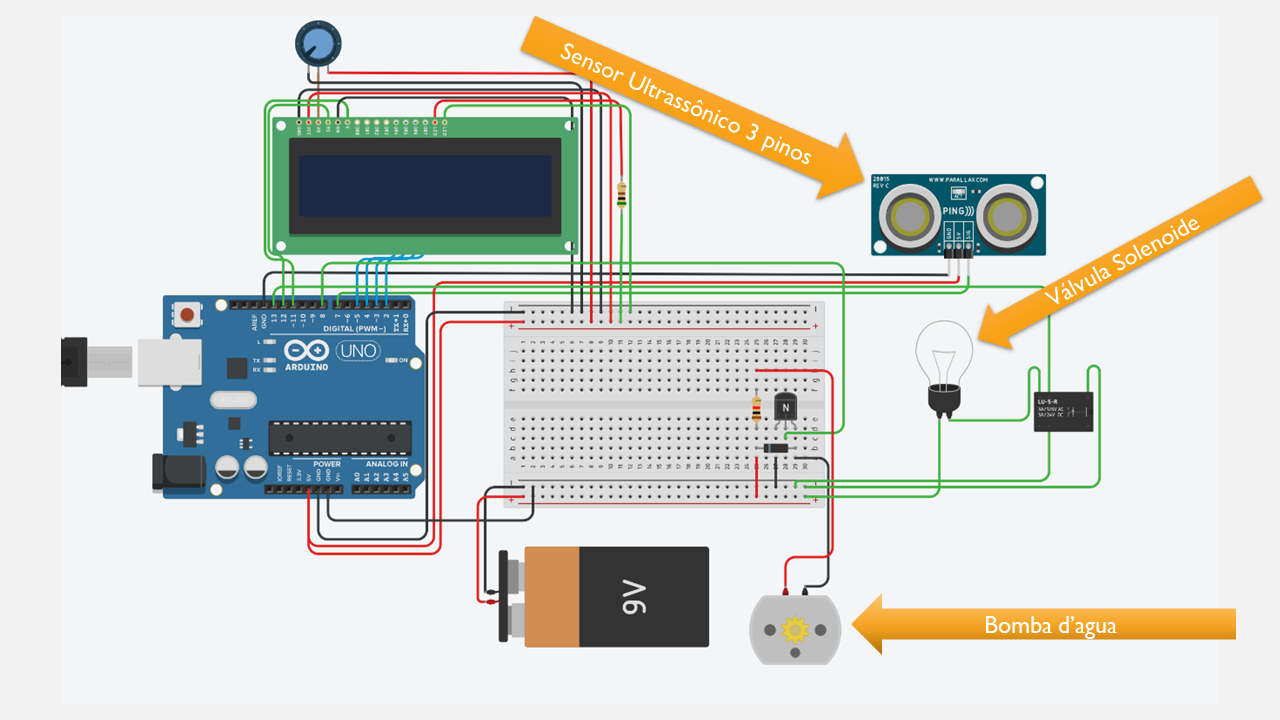 Sensor Ultrassônico 3 pinos
28015
REV C
WWW.PARALLAX.COM
PING)))
GND
5V
SIG
Válvula Solenoide
AREF
GND
13
12
~11
~10
~9
8
7
~6
~5
4
~3
2
TX→1
RX←0
DIGITAL (PWM~)
L
TX
RX
ARDUINO
UNO
ON
POWER
ANALOG IN
IOREF
RESET
3.3V
5V
GND
GND
Vin
A0
A1
A2
A3
A4
A5
N
LU-5-R
9V
Bomba d'agua